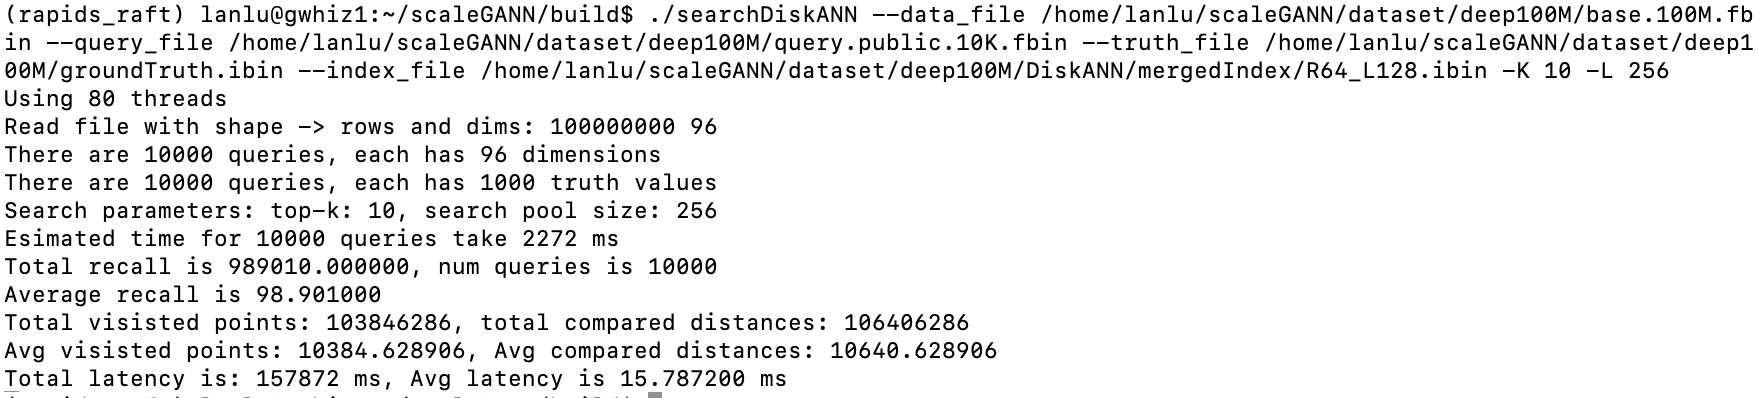 (rapids_raft) lanlu@gwhiz1:~/scaleGANN/build$ ./searchDiskANN --data_file /home/lanlu/scaleGANN/dataset/deep100M/base.100M.fb
in --query_file /home/lanlu/scaleGANN/dataset/deep100M/query.public.10K.fbin --truth_file /home/lanlu/scaleGANN/dataset/deep1
00M/groundTruth.ibin --index_file /home/lanlu/scaleGANN/dataset/deep100M/DiskANN/mergedIndex/R64_L128.ibin -K 10 -L 256
Using 80 threads
Read file with shape -> rows and dims: 100000000 96
There are 10000 queries, each has 96 dimensions
There are 10000 queries, each has 1000 truth values
Search parameters: top-k: 10, search pool size: 256
Esimated time for 10000 queries take 2272 ms
Total recall is 989010.000000, num queries is 10000
Average recall is 98.901000
Total visisted points: 103846286, total compared distances: 106406286
Avg visisted points: 10384.628906, Avg compared distances: 10640.628906
Total latency is: 157872 ms, Avg latency is 15.787200 ms